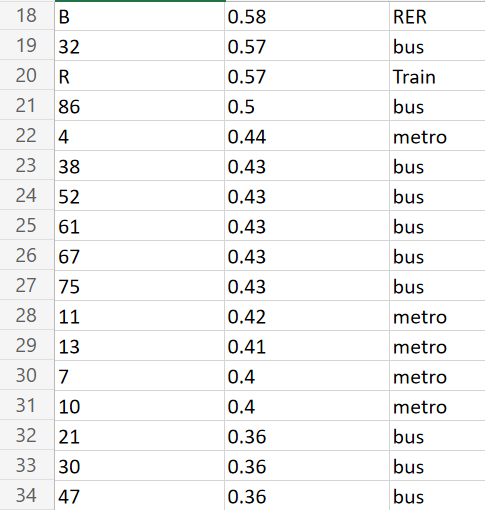 18 B 0.58 RER
19 32 0.57 bus
20 R 0.57 Train
21 86 0.5 bus
22 4 0.44 metro
23 38 0.43 bus
24 52 0.43 bus
25 61 0.43 bus
26 67 0.43 bus
27 75 0.43 bus
28 11 0.42 metro
29 13 0.41 metro
30 7 0.4 metro
31 10 0.4 metro
32 21 0.36 bus
33 30 0.36 bus
34 47 0.36 bus